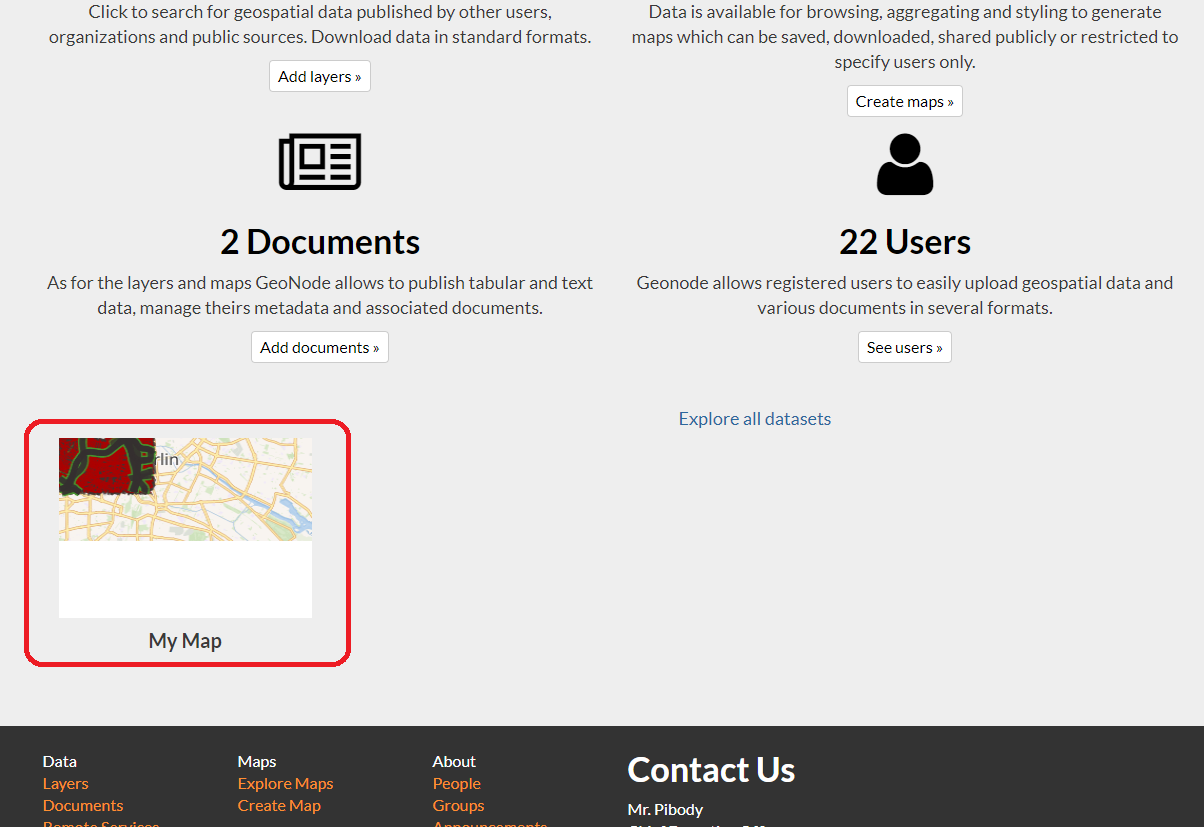 Click to search for geospatial data published by other users,
organizations and public sources. Download data in standard formats.
Add layers »
Data is available for browsing, aggregating and styling to generate
maps which can be saved, downloaded, shared publicly or restricted to
specify users only.
Create maps »
2 Documents
As for the layers and maps GeoNode allows to publish tabular and text
data, manage theirs metadata and associated documents.
Add documents »
22 Users
Geonode allows registered users to easily upload geospatial data and
various documents in several formats.
See users »
Explore all datasets
rlin
My Map
Data
Layers
Documents
Remote Services
Maps
Explore Maps
Create Map
About
People
Groups
Announcements
Contact Us
Mr. Pibody